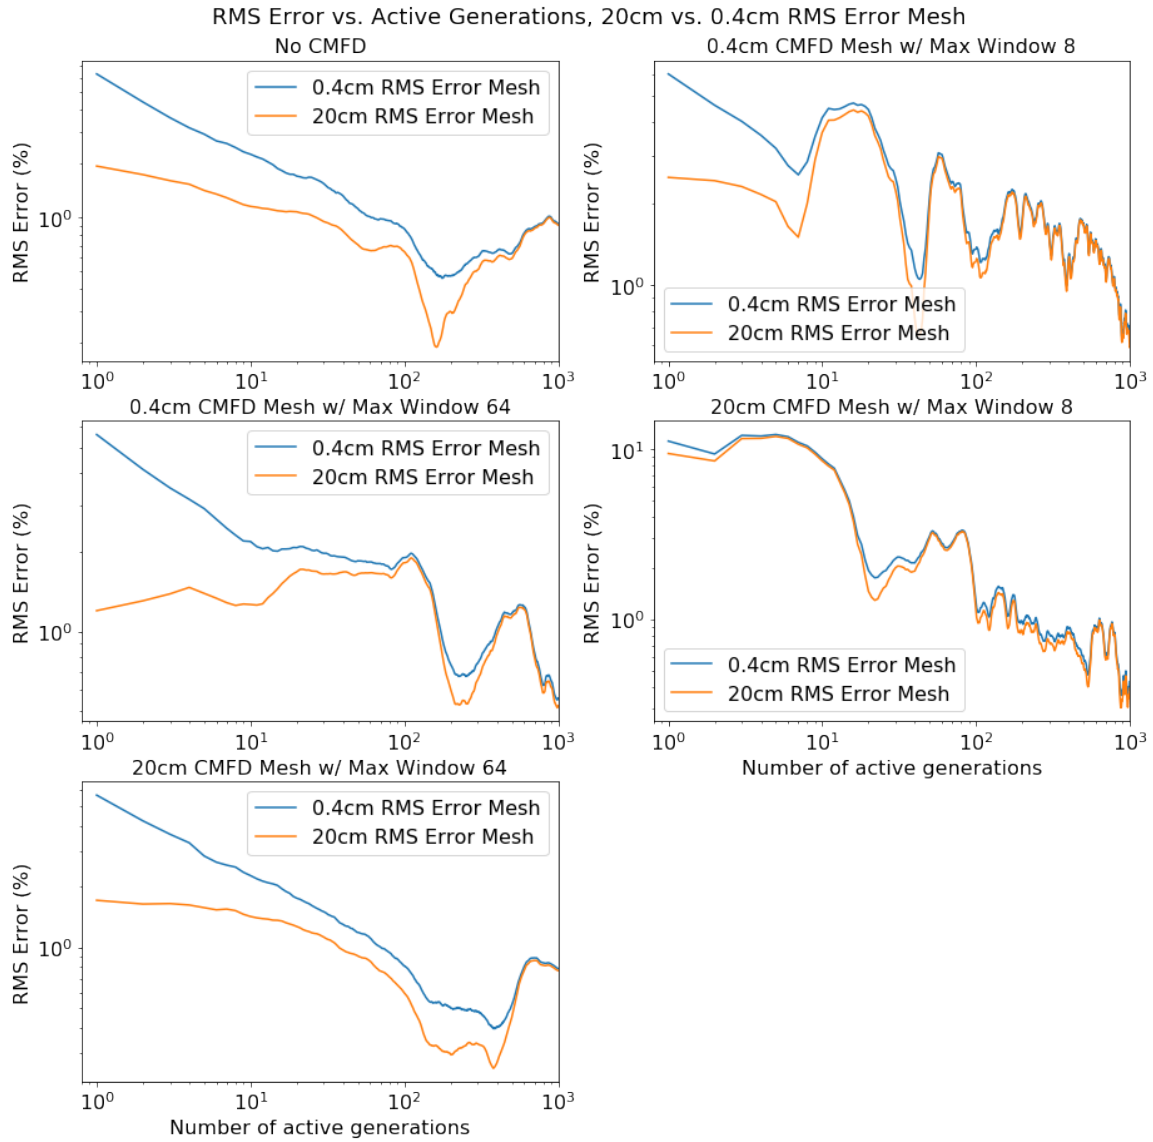 RMS Error vs. Active Generations, 20cm vs. 0.4cm RMS Error Mesh
No CMFD
RMS Error (%)
10⁰
0.4cm RMS Error Mesh
20cm RMS Error Mesh
10⁰ 10¹ 10² 10³
0.4cm CMFD Mesh w/ Max Window 8
RMS Error (%)
10⁰
0.4cm RMS Error Mesh
20cm RMS Error Mesh
10⁰ 10¹ 10² 10³
0.4cm CMFD Mesh w/ Max Window 64
RMS Error (%)
10⁰
0.4cm RMS Error Mesh
20cm RMS Error Mesh
10⁰ 10¹ 10² 10³
20cm CMFD Mesh w/ Max Window 8
RMS Error (%)
10¹
10⁰
0.4cm RMS Error Mesh
20cm RMS Error Mesh
10⁰ 10¹ 10² 10³
Number of active generations
20cm CMFD Mesh w/ Max Window 64
RMS Error (%)
10⁰
0.4cm RMS Error Mesh
20cm RMS Error Mesh
10⁰ 10¹ 10² 10³
Number of active generations